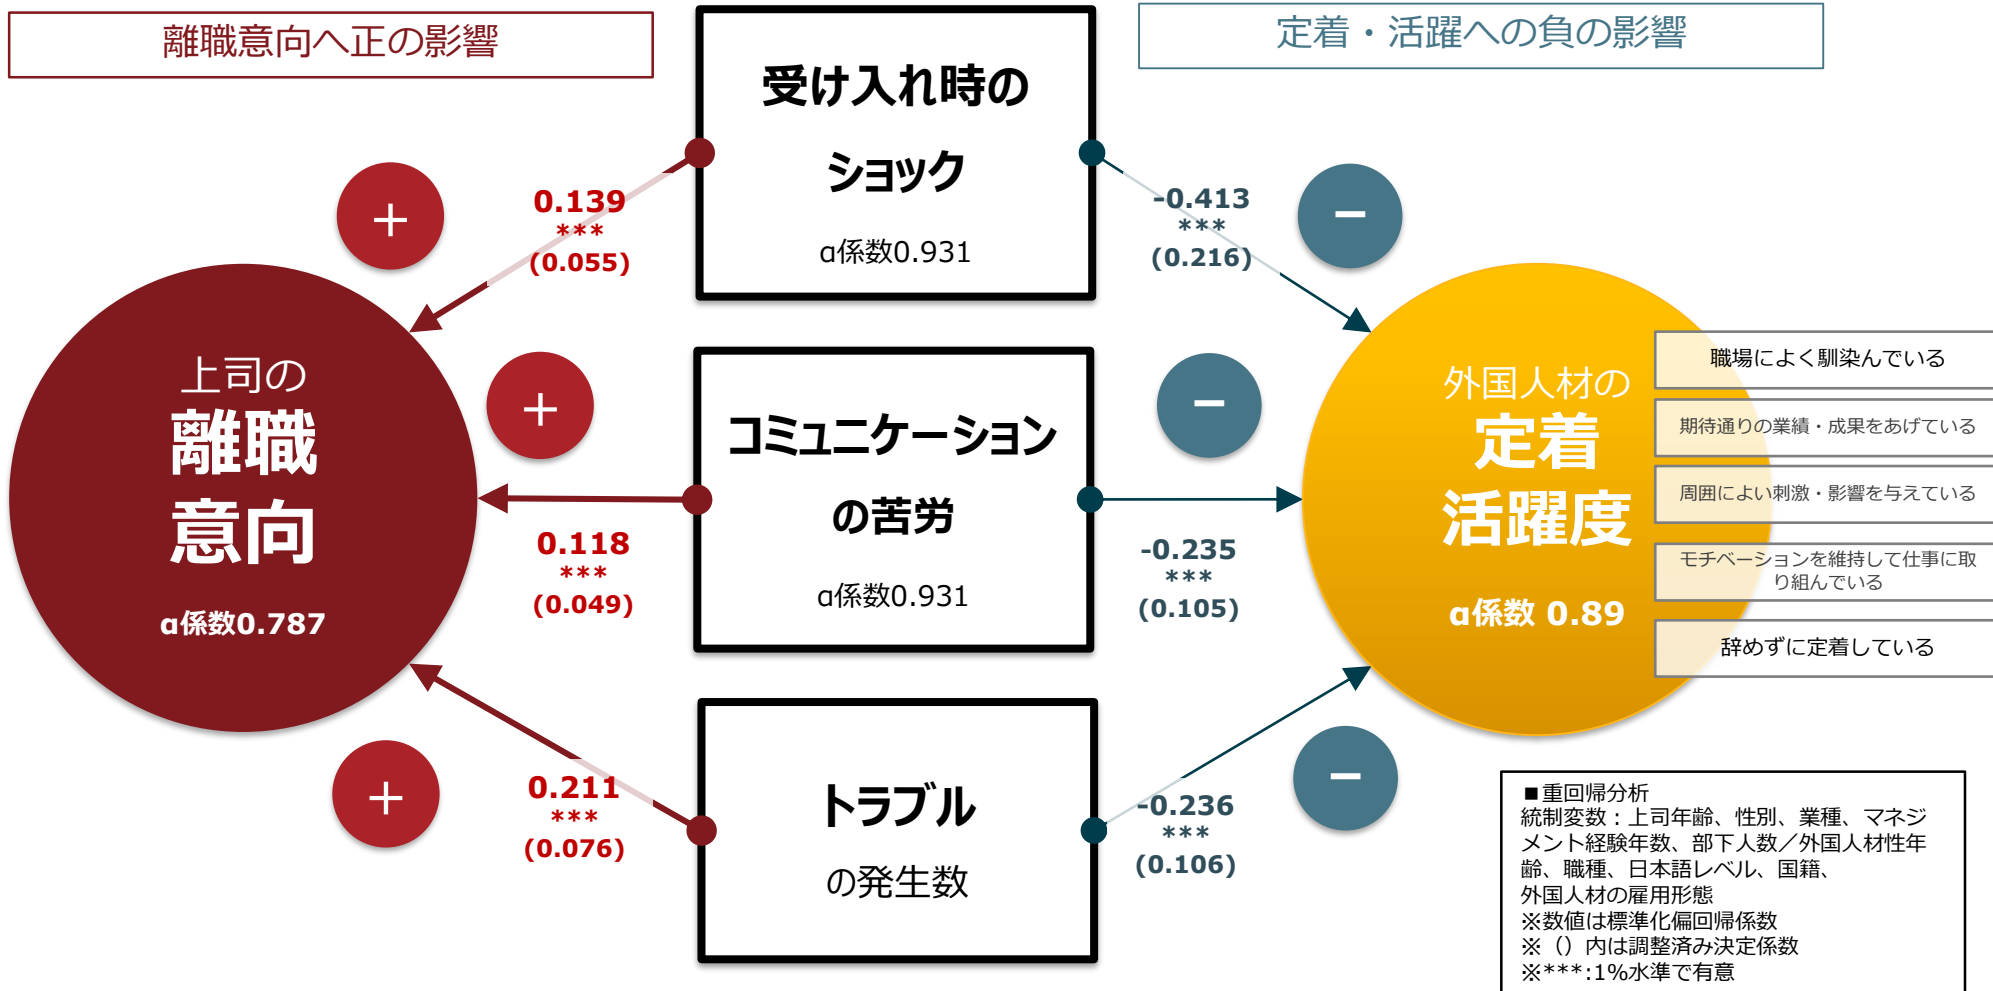 離職意向へ正の影響
定着・活躍への負の影響
受け入れ時の
ショック
α係数0.931
+
0.139
***
(0.055)
-0.413
***
(0.216)
−
上司の
離職
意向
α係数0.787
+
0.118
***
(0.049)
コミュニケーション
の苦労
α係数0.931
−
-0.235
***
(0.105)
外国人材の
定着
活躍度
α係数 0.89
職場によく馴染んでいる
期待通りの業績・成果をあげている
周囲によい刺激・影響を与えている
モチベーションを維持して仕事に取
り組んでいる
辞めずに定着している
+
0.211
***
(0.076)
トラブル
の発生数
-0.236
***
(0.106)
−
■重回帰分析
統制変数：上司年齢、性別、業種、マネジ
メント経験年数、部下人数／外国人材性年
齢、職種、日本語レベル、国籍、
外国人材の雇用形態
※数値は標準化偏回帰係数
※（）内は調整済み決定係数
※***:1%水準で有意